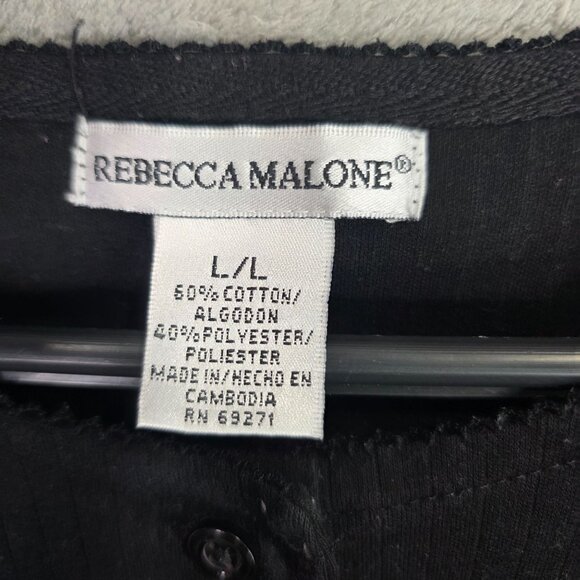 REBECCA MALONE®
L/L
60% COTTON/
ALGODON
40% POLYESTER/
POLIESTER
MADE IN/HECHO EN
CAMBODIA
RN 69271